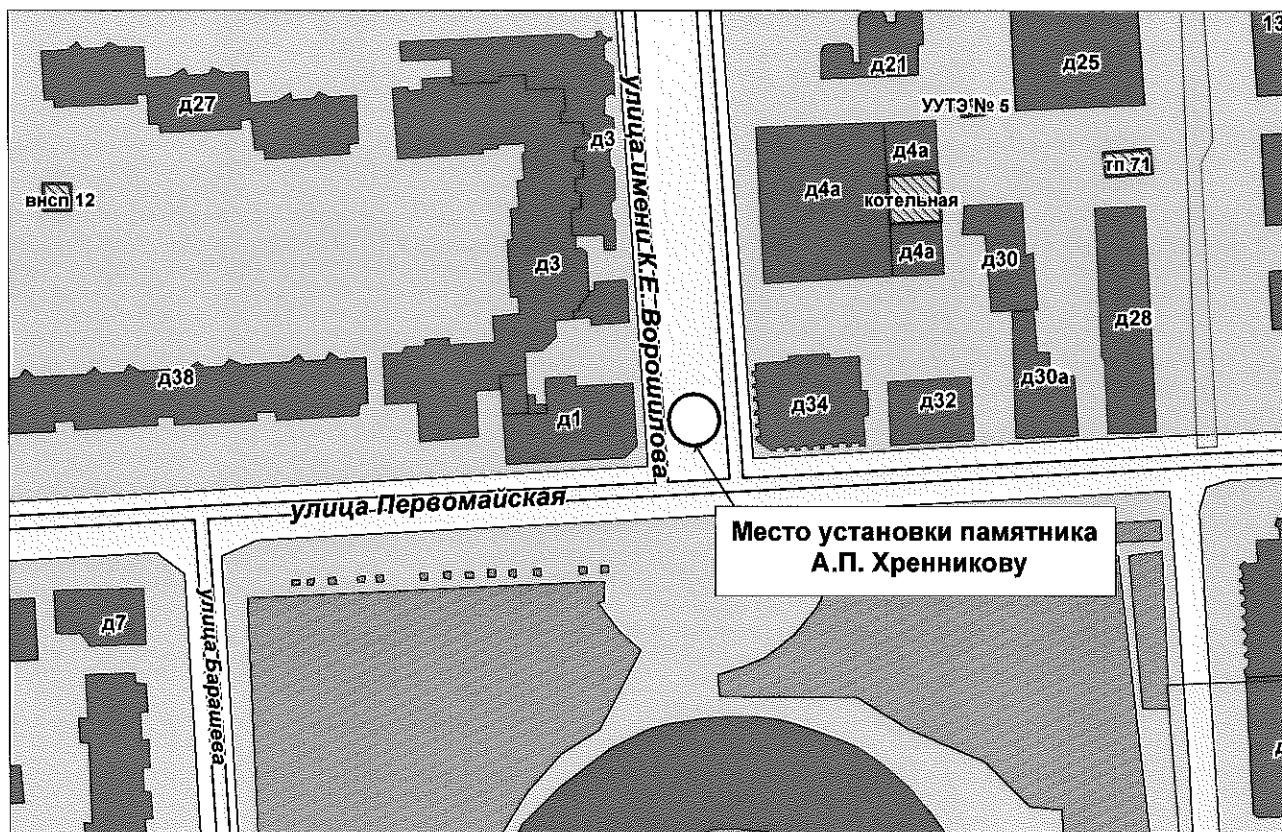 13
д21
д25
УУТЭ № 5
д27
д3
д4а
тп 71
д4а
котельная
внсп 12
д4а
д3
д30
д28
улица имени К.Е. Ворошилова
д38
д30а
д34
д32
д1
улица Первомайская
Место установки памятника
А.П. Хренникову
д7
улица Барашева